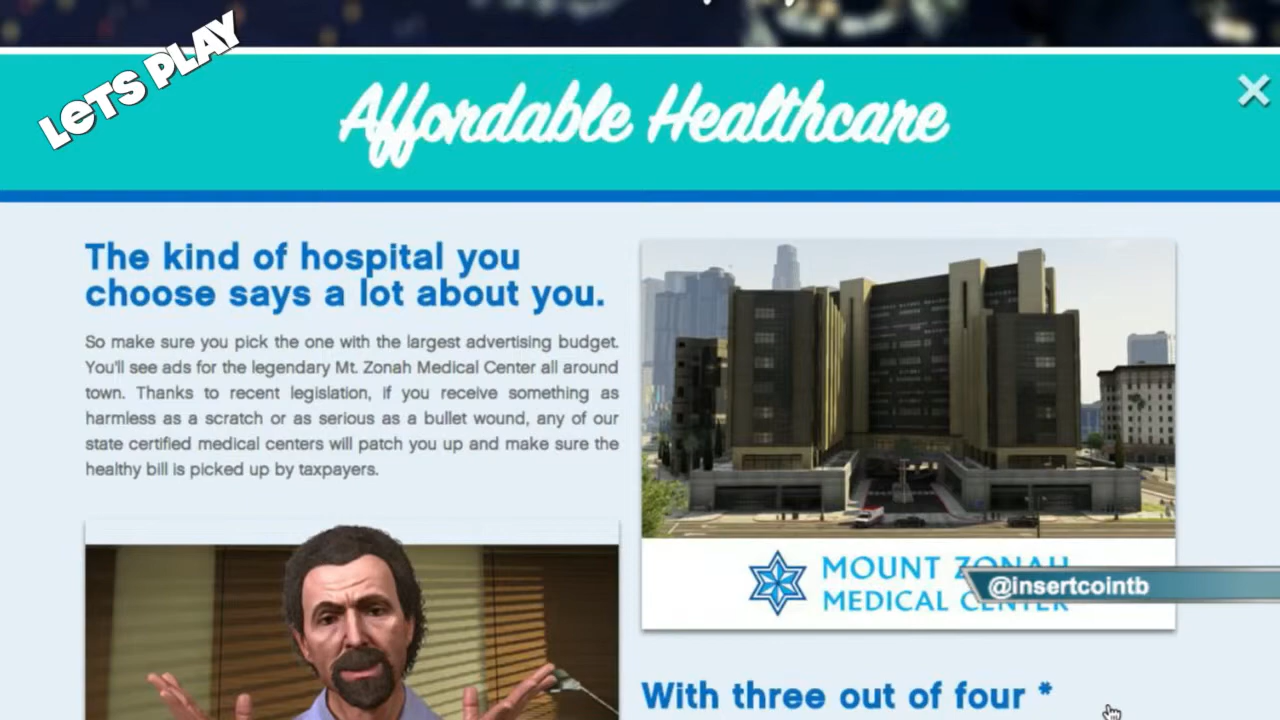 LETS PLAY
Affordable Healthcare
The kind of hospital you
choose says a lot about you.
So make sure you pick the one with the largest advertising budget.
You'll see ads for the legendary Mt. Zonah Medical Center all around
town. Thanks to recent legislation, if you receive something as
harmless as a scratch or as serious as a bullet wound, any of our
state certified medical centers will patch you up and make sure the
healthy bill is picked up by taxpayers.
MOUNT ZONAH
MEDICAL CENTER
@insertcointb
With three out of four *